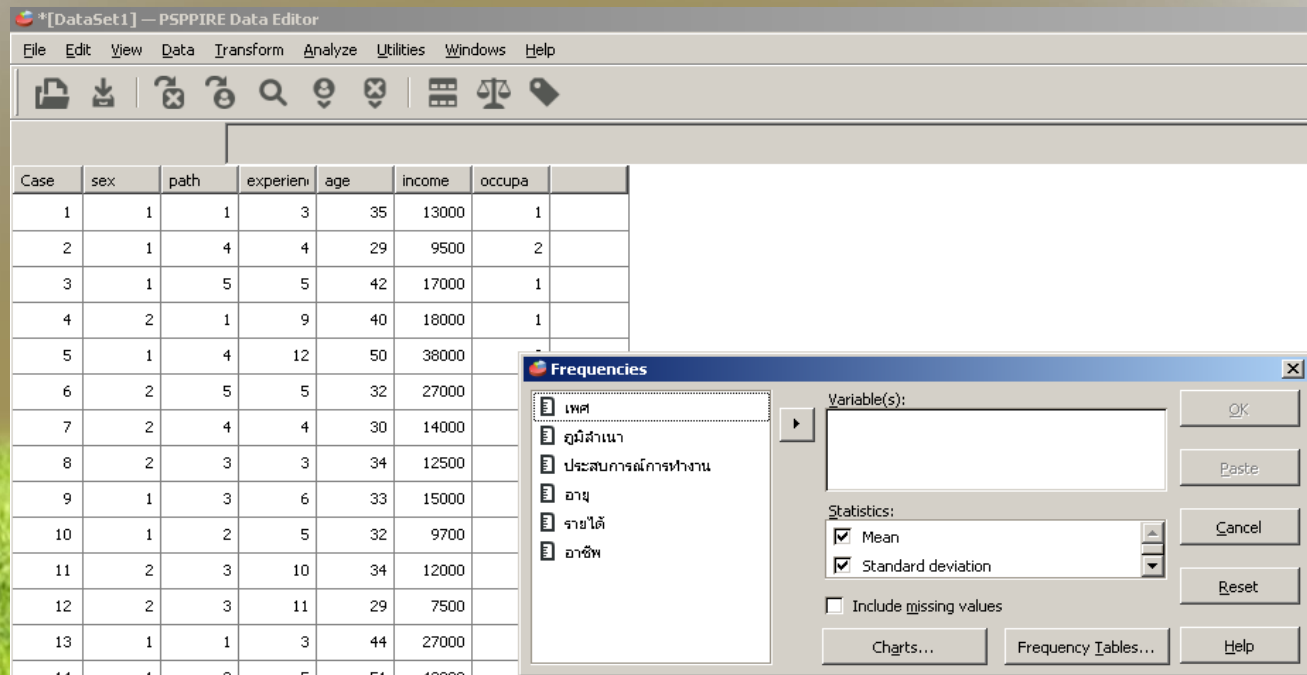 *[DataSet1] — PSPPIRE Data Editor
File Edit View Data Transform Analyze Utilities Windows Help
Case sex path experien age income occupa
1 1 1 3 35 13000 1
2 1 4 4 29 9500 2
3 1 5 5 42 17000 1
4 2 1 9 40 18000 1
5 1 4 12 50 38000
6 2 5 5 32 27000
7 2 4 4 30 14000
8 2 3 3 34 12500
9 1 3 6 33 15000
10 1 2 5 32 9700
11 2 3 10 34 12000
12 2 3 11 29 7500
13 1 1 3 44 27000
Frequencies
เพศ
ภูมิลำเนา
ประสบการณ์การทำงาน
อายุ
รายได้
อาชีพ
Variable(s):
Statistics:
Mean
Standard deviation
Include missing values
Charts... Frequency Tables...
OK
Paste
Cancel
Reset
Help